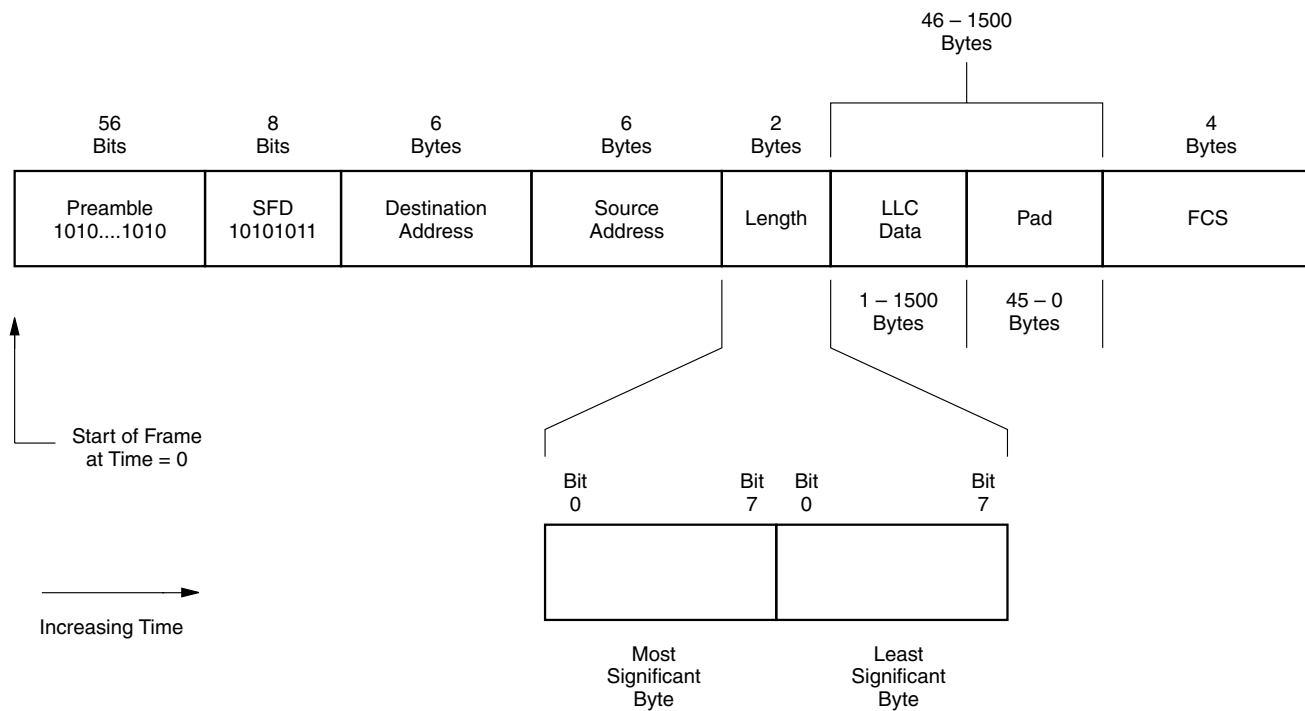 46 – 1500
Bytes
56
Bits
8
Bits
6
Bytes
6
Bytes
2
Bytes
4
Bytes
Preamble
1010....1010
SFD
10101011
Destination
Address
Source
Address
Length
LLC
Data
Pad
FCS
1 – 1500
Bytes
45 – 0
Bytes
Start of Frame
at Time = 0
Bit
0
Bit
7
Bit
0
Bit
7
Increasing Time
Most
Significant
Byte
Least
Significant
Byte